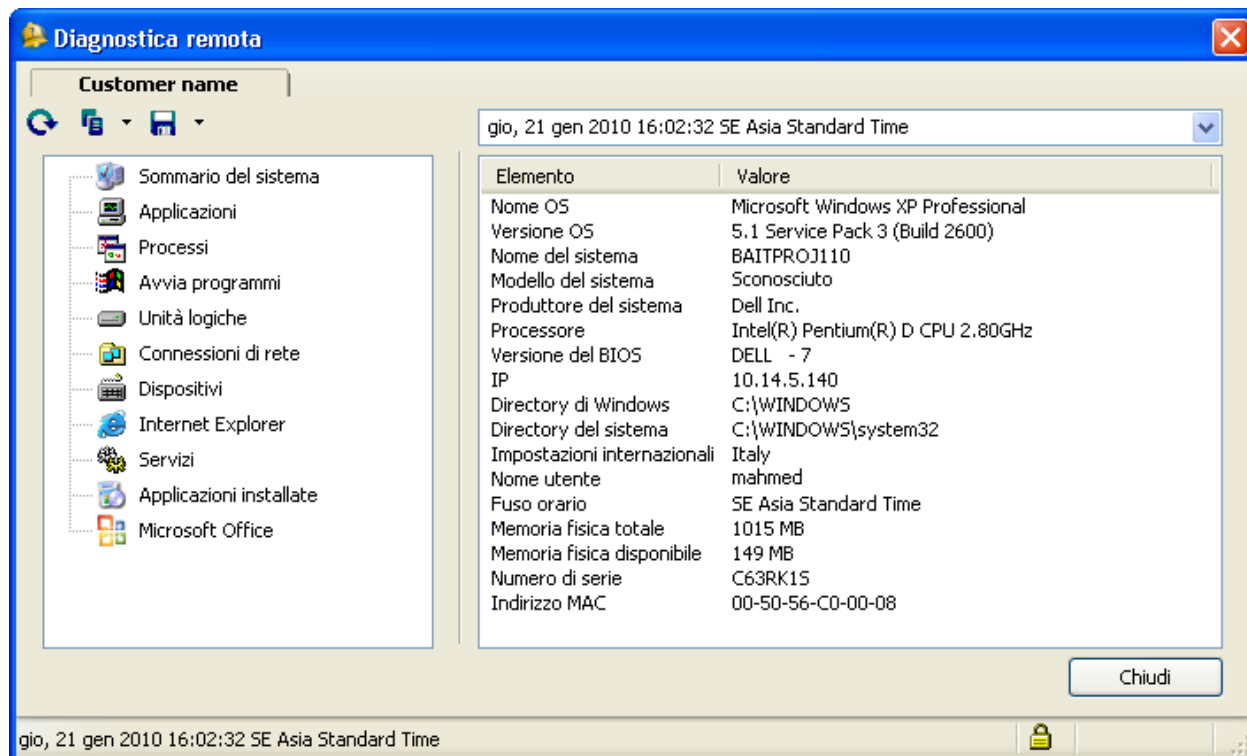 Diagnostica remota
Customer name
gio, 21 gen 2010 16:02:32 SE Asia Standard Time
Sommario del sistema
Applicazioni
Processi
Avvia programmi
Unità logiche
Connessioni di rete
Dispositivi
Internet Explorer
Servizi
Applicazioni installate
Microsoft Office
Elemento Valore
Nome OS Microsoft Windows XP Professional
Versione OS 5.1 Service Pack 3 (Build 2600)
Nome del sistema BAITPROJ110
Modello del sistema Sconosciuto
Produttore del sistema Dell Inc.
Processore Intel(R) Pentium(R) D CPU 2.80GHz
Versione del BIOS DELL - 7
IP 10.14.5.140
Directory di Windows C:\WINDOWS
Directory del sistema C:\WINDOWS\system32
Impostazioni internazionali Italy
Nome utente mahmed
Fuso orario SE Asia Standard Time
Memoria fisica totale 1015 MB
Memoria fisica disponibile 149 MB
Numero di serie C63RK1S
Indirizzo MAC 00-50-56-C0-00-08
Chiudi
gio, 21 gen 2010 16:02:32 SE Asia Standard Time